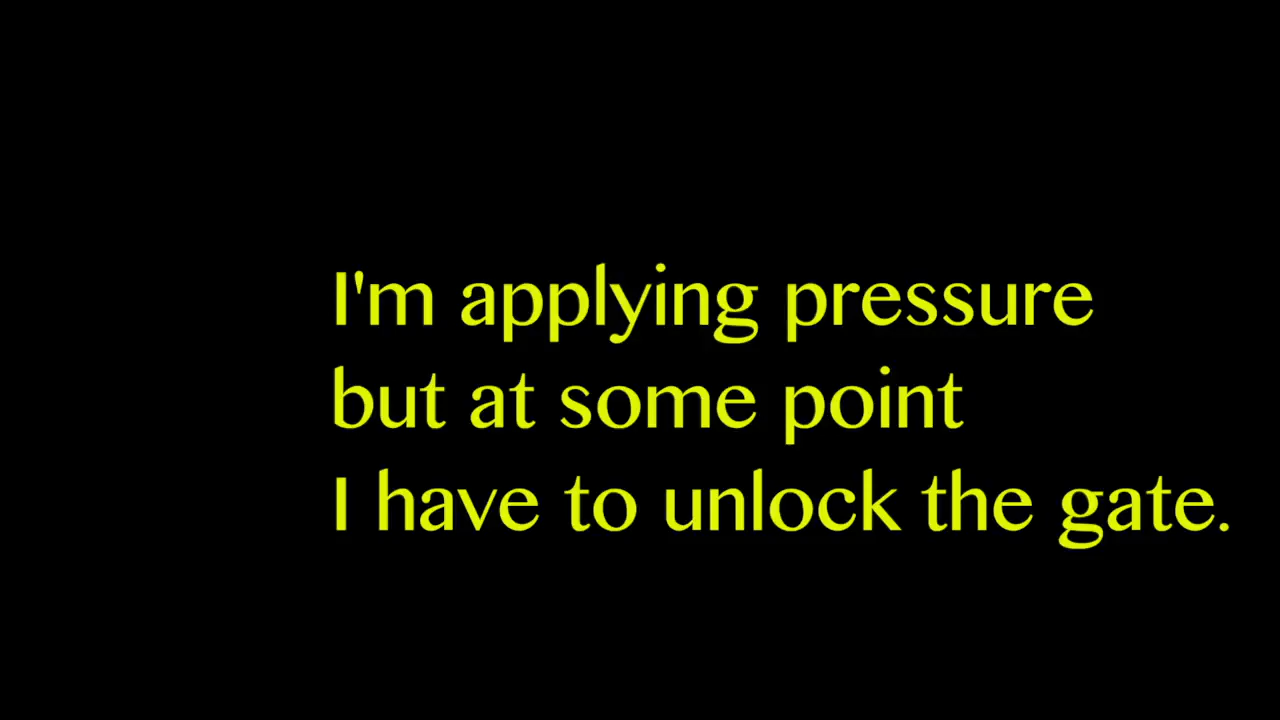 I'm applying pressure
but at some point
I have to unlock the gate.